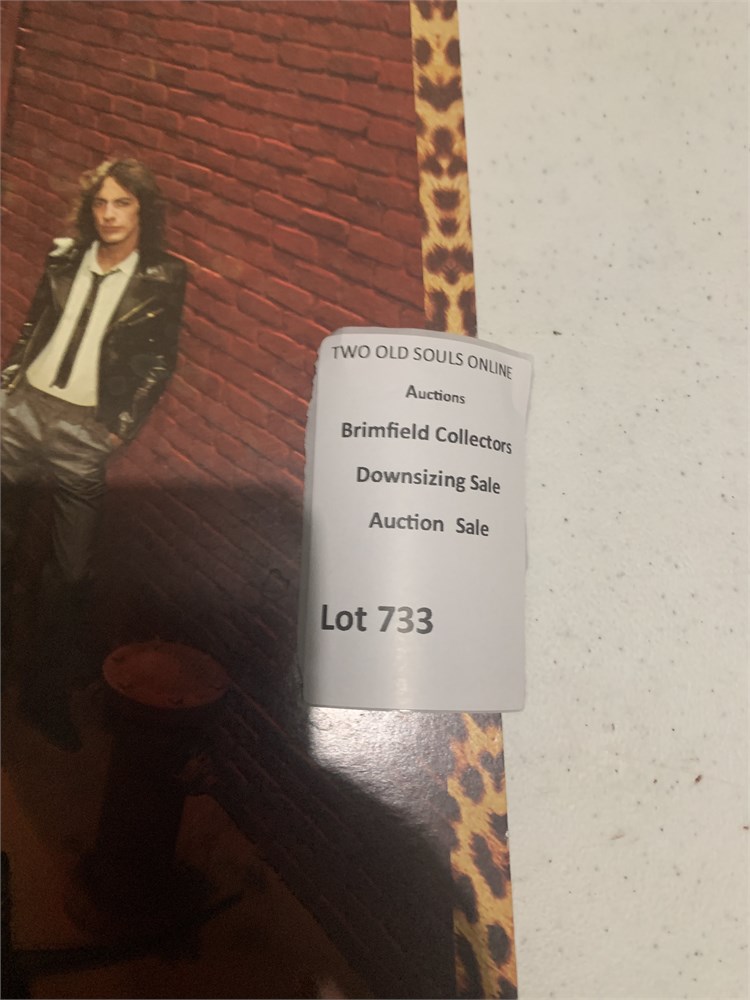 TWO OLD SOULS ONLINE
Auctions
Brimfield Collectors
Downsizing Sale
Auction Sale
Lot 733